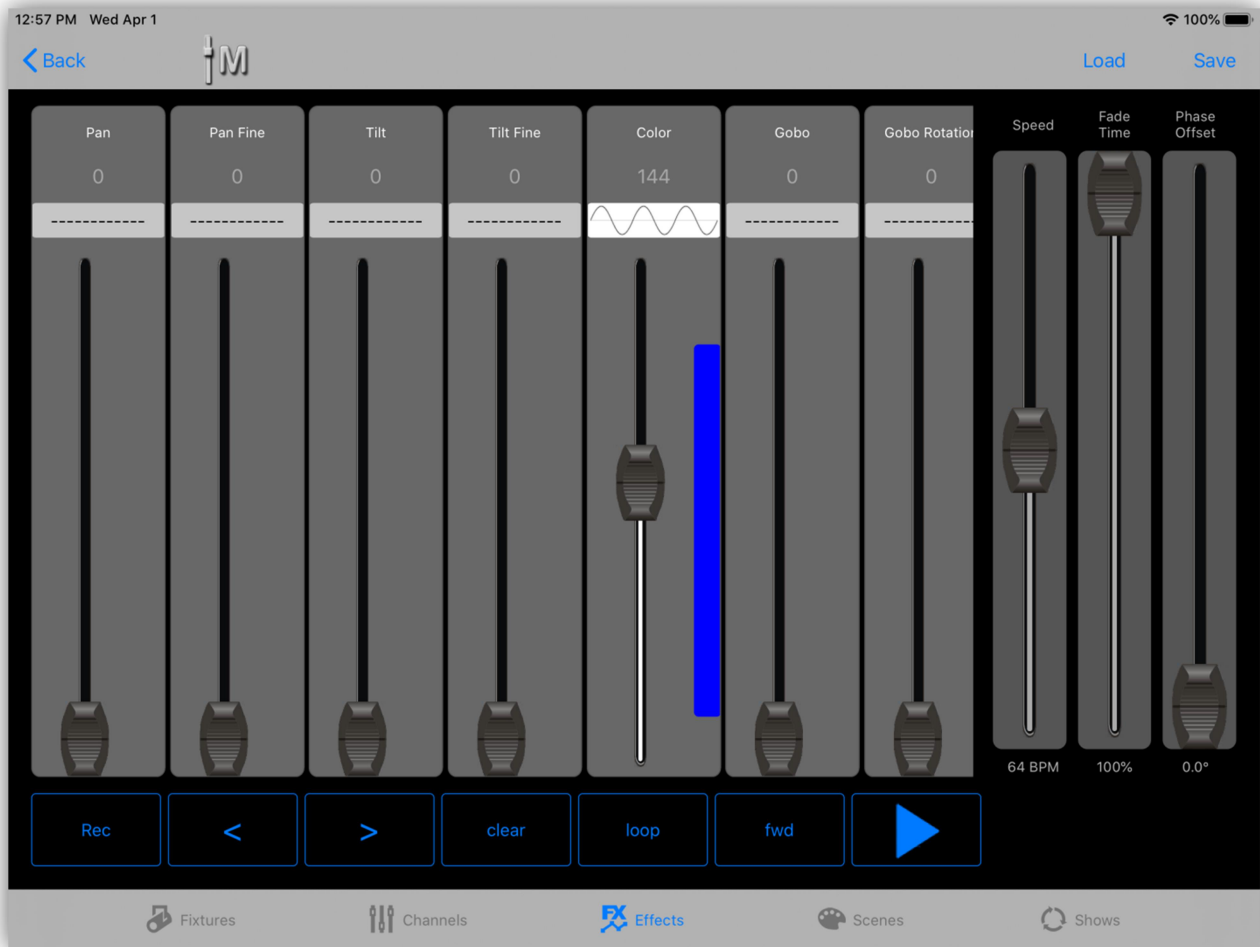 12:57 PM Wed Apr 1
100%
Back
M
Load
Save
Pan
Pan Fine
Tilt
Tilt Fine
Color
Gobo
Gobo Rotation
Speed
Fade
Time
Phase
Offset
0
0
0
0
144
0
0
------------
------------
------------
------------
------------
------------
64 BPM
100%
0.0°
Rec
<
>
clear
loop
fwd
Fixtures
Channels
FX
Effects
Scenes
Shows